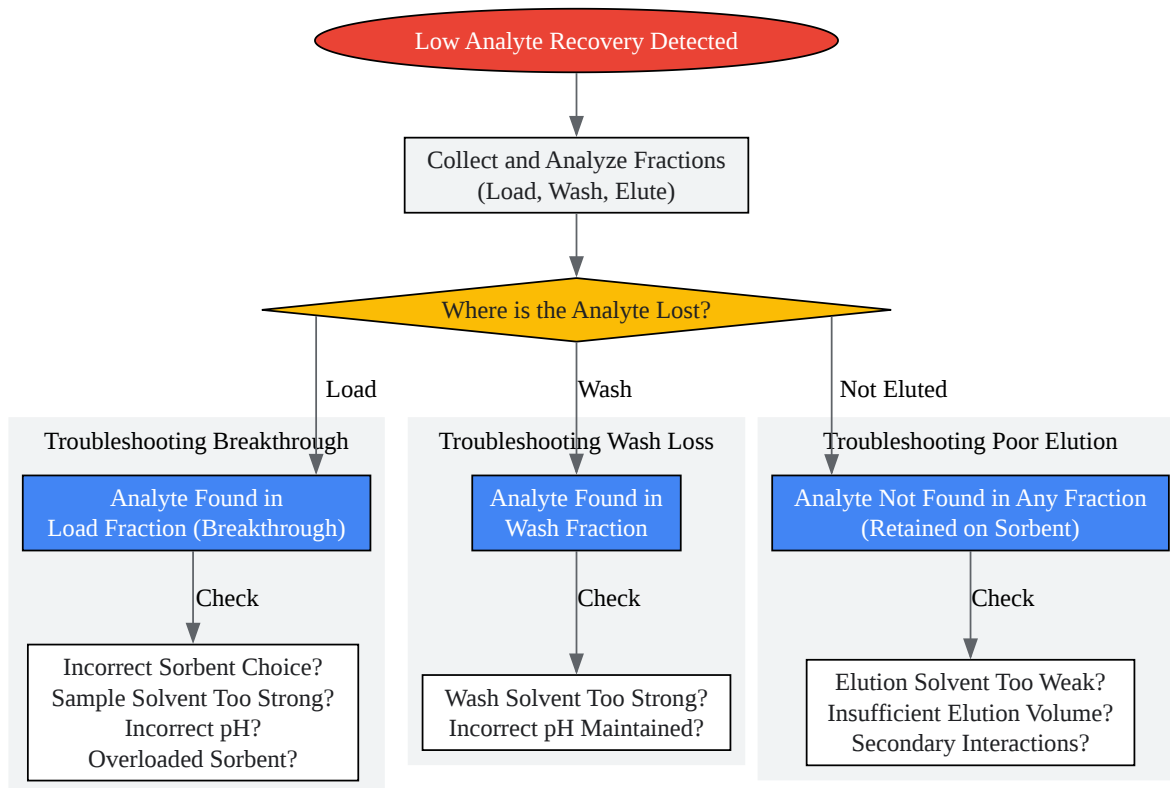 Low Analyte Recovery Detected
Collect and Analyze Fractions
(Load, Wash, Elute)
Where is the Analyte Lost?
Load
Wash
Not Eluted
Troubleshooting Breakthrough
Troubleshooting Wash Loss
Troubleshooting Poor Elution
Analyte Found in
Load Fraction (Breakthrough)
Analyte Found in
Wash Fraction
Analyte Not Found in Any Fraction
(Retained on Sorbent)
Check
Check
Check
Incorrect Sorbent Choice?
Sample Solvent Too Strong?
Incorrect pH?
Overloaded Sorbent?
Wash Solvent Too Strong?
Incorrect pH Maintained?
Elution Solvent Too Weak?
Insufficient Elution Volume?
Secondary Interactions?